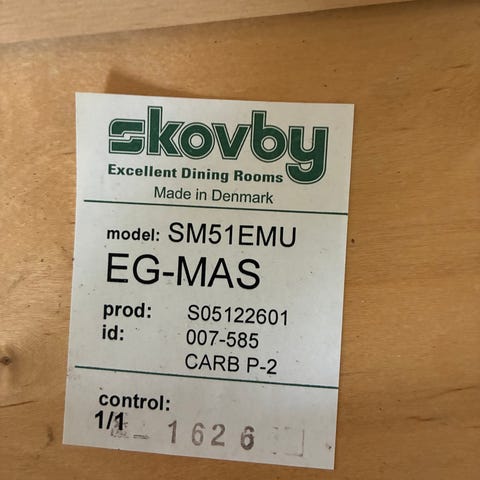 skovby
Excellent Dining Rooms
Made in Denmark
model: SM51EMU
EG-MAS
prod: S05122601
id: 007-585
CARB P-2
control:
1/1
1626